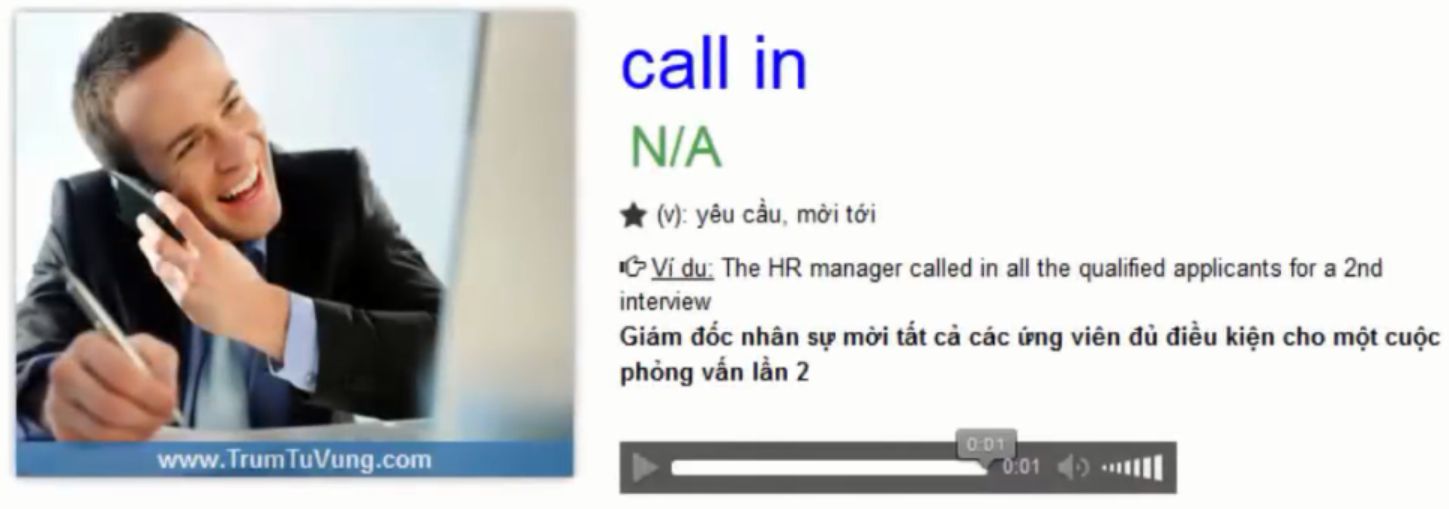 call in
N/A
★ (v): yêu cầu, mời tới
Ví dụ: The HR manager called in all the qualified applicants for a 2nd
interview
Giám đốc nhân sự mời tất cả các ứng viên đủ điều kiện cho một cuộc
phỏng vấn lần 2
www.TrumTuVung.com
0:01
0:01